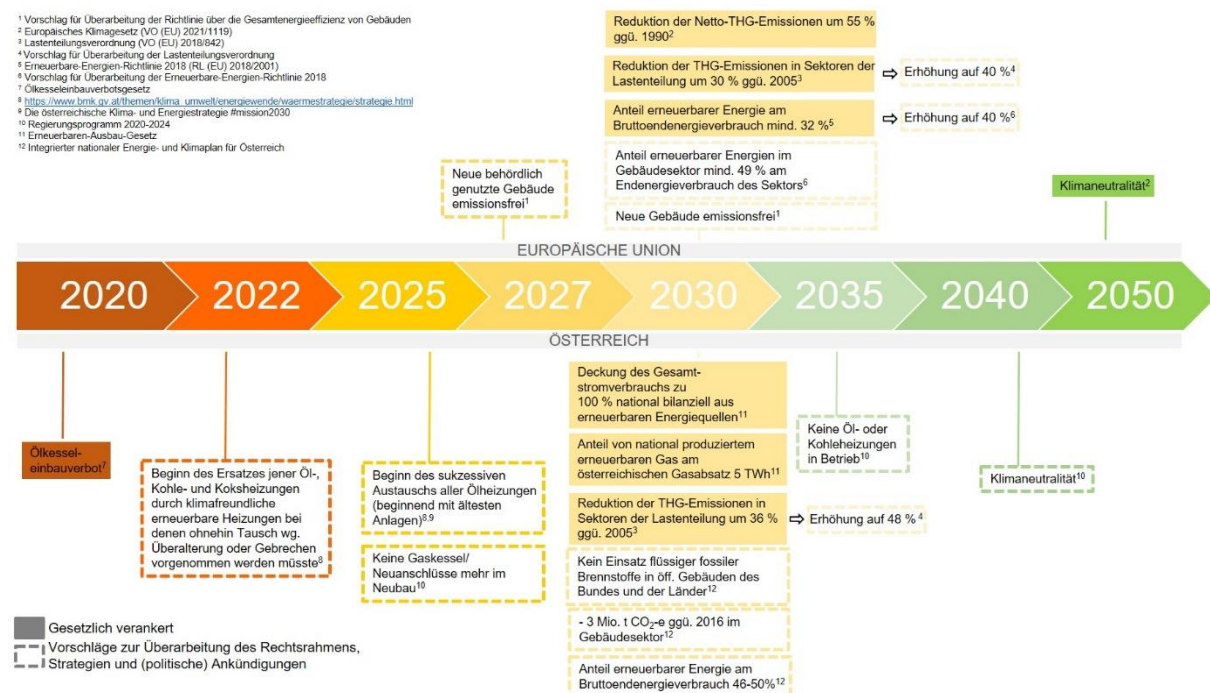 ¹ Vorschlag für Überarbeitung der Richtlinie über die Gesamtenergieeffizienz von Gebäuden
² Europäisches Klimagesetz (VO (EU) 2021/1119)
³ Lastenteilungsverordnung (VO (EU) 2018/842)
⁴ Vorschlag für Überarbeitung der Lastenteilungsverordnung
⁵ Erneuerbare-Energien-Richtlinie 2018 (RL (EU) 2018/2001)
⁶ Vorschlag für Überarbeitung der Erneuerbare-Energien-Richtlinie 2018
⁷ Ölkesseleinbauverbotsgesetz
⁸ https://www.bmk.gv.at/themen/klima_umwelt/energiewende/waermestrategie/strategie.html
⁹ Die österreichische Klima- und Energiestrategie #mission2030
¹⁰ Regierungsprogramm 2020-2024
¹¹ Erneuerbaren-Ausbau-Gesetz
¹² Integrierter nationaler Energie- und Klimaplan für Österreich
Neue behördlich
genutzte Gebäude
emissionsfrei¹
Reduktion der Netto-THG-Emissionen um 55 %
ggü. 1990²
Reduktion der THG-Emissionen in Sektoren der
Lastenteilung um 30 % ggü. 2005³
⇨ Erhöhung auf 40 %⁴
Anteil erneuerbarer Energie am
Bruttoendenergieverbrauch mind. 32 %⁵
⇨ Erhöhung auf 40 %⁶
Anteil erneuerbarer Energien im
Gebäudesektor mind. 49 % am
Endenergieverbrauch des Sektors⁶
Neue Gebäude emissionsfrei¹
Klimaneutralität²
EUROPÄISCHE UNION
2020 2022 2025 2027 2030 2035 2040 2050
ÖSTERREICH
Ölkessel-
einbauverbot⁷
Beginn des Ersatzes jener Öl-,
Kohle- und Koksheizungen
durch klimafreundliche
erneuerbare Heizungen bei
denen ohnehin Tausch wg.
Überalterung oder Gebrechen
vorgenommen werden müsste⁸
Beginn des sukzessiven
Austauschs aller Ölheizungen
(beginnend mit ältesten
Anlagen)⁸,⁹
Keine Gaskessel/
Neuanschlüsse mehr im
Neubau¹⁰
Deckung des Gesamt-
stromverbrauchs zu
100 % national bilanziell aus
erneuerbaren Energiequellen¹¹
Anteil von national produziertem
erneuerbaren Gas am
österreichischen Gasabsatz 5 TWh¹¹
Reduktion der THG-Emissionen in
Sektoren der Lastenteilung um 36 %
ggü. 2005³
⇨ Erhöhung auf 48 % ⁴
Kein Einsatz flüssiger fossiler
Brennstoffe in öff. Gebäuden des
Bundes und der Länder¹²
- 3 Mio. t CO₂-e ggü. 2016 im
Gebäudesektor¹²
Anteil erneuerbarer Energie am
Bruttoendenergieverbrauch 46-50%¹²
Keine Öl- oder
Kohleheizungen
in Betrieb¹⁰
Klimaneutralität¹⁰
Gesetzlich verankert
Vorschläge zur Überarbeitung des Rechtsrahmens,
Strategien und (politische) Ankündigungen